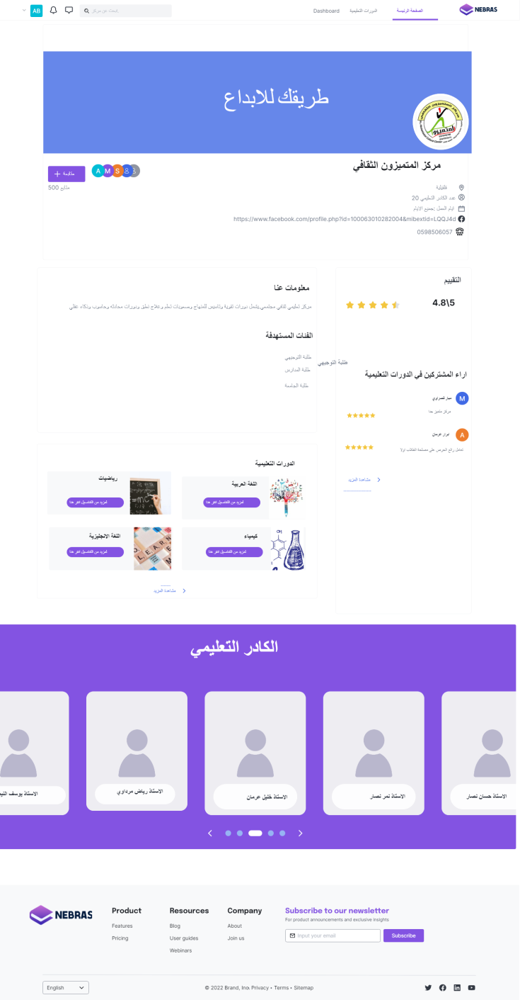 NEBRAS
الصفحة الرئيسة
الدورات التعليمية
Dashboard
ابحث عن مركز
AB
طريقك للابداع
مركز المتميزون الثقافي
A M S
متابعة
500 متابع
قلقيلية
عدد الكادر التعليمي 20
ايام العمل :جميع الايام
https://www.facebook.com/profile.php?id=100063010282004&mibextid=LQQJ4d
0598506057
التقييم
4.8\5
معلومات عنا
مركز تعليمي ثقافي مجتمعي يشمل دورات تقوية وتاسيس للمنهاج وصعوبات تعلم وعلاج نطق ودورات محادثة وحاسوب وذكاء عقلي
الفئات المستهدفة
طلبة التوجيهي
طلبة المدارس
طلبة الجامعة
طلبة التوجيهي
اراء المشتركين في الدورات التعليمية
M
مركز متميز جدا
A
ابرار عرمان
تعامل رائع الحرص على مصلحة الطالب اولا
مشاهدة المزيد
الدورات التعليمية
اللغة العربية
لمزيد من التفاصيل انقر هنا
رياضيات
لمزيد من التفاصيل انقر هنا
كيمياء
لمزيد من التفاصيل انقر هنا
اللغة الانجليزية
لمزيد من التفاصيل انقر هنا
OH
LEARN
مشاهدة المزيد
الكادر التعليمي
الاستاذ حسان نصار
الاستاذ نمر نصار
الاستاذ خليل عرمان
الاستاذ رياض مرداوي
الاستاذ يوسف
NEBRAS
Product
Features
Pricing
Resources
Blog
User guides
Webinars
Company
About
Join us
Subscribe to our newsletter
For product announcements and exclusive insights
Input your email
Subscribe
English
© 2022 Brand, Inc. Privacy • Terms • Sitemap